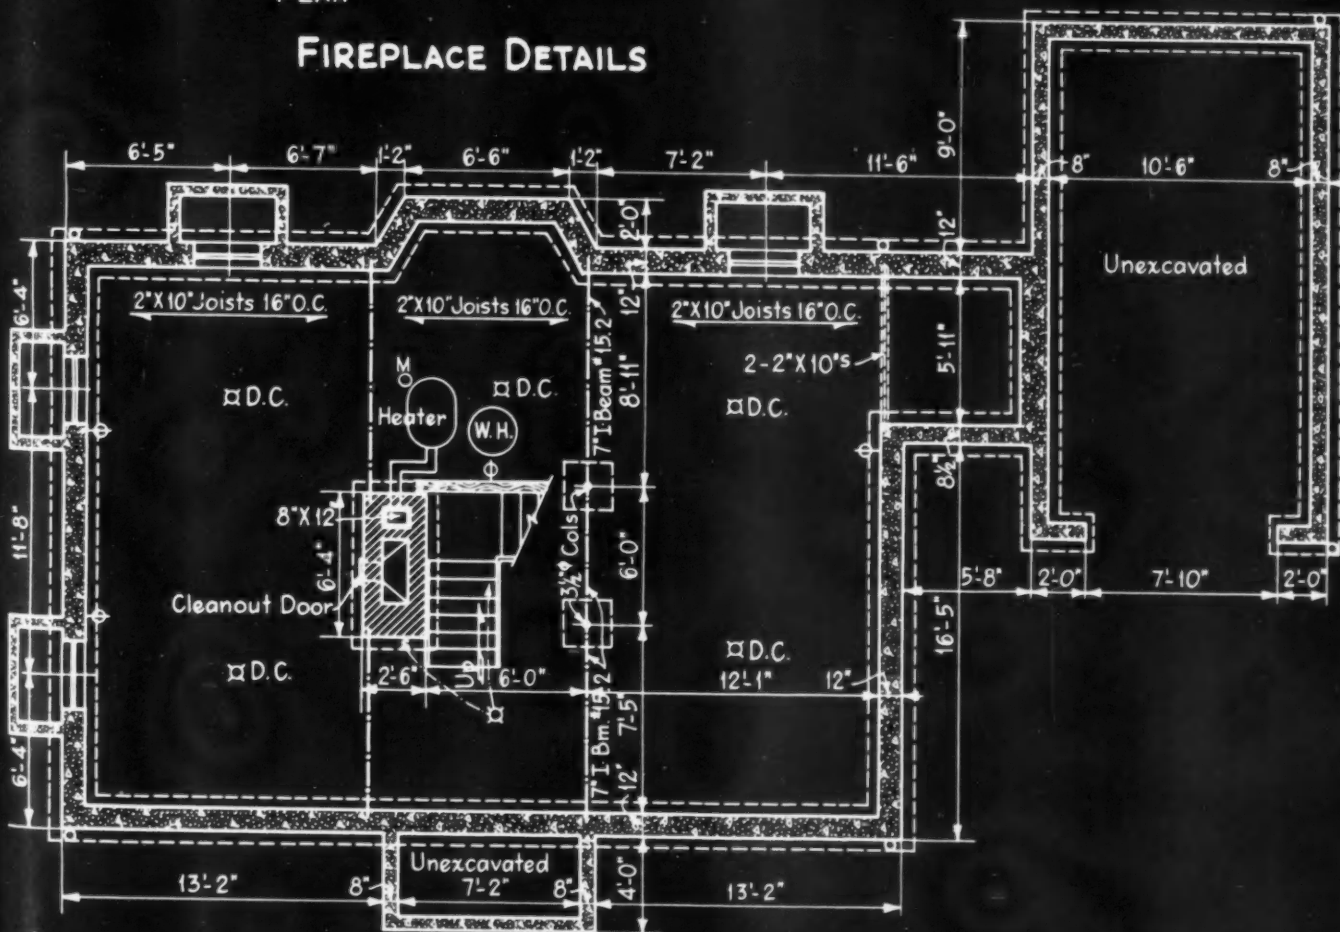 FIREPLACE DETAILS
6'-5"
6'-7"
1'-2"
6'-6"
1'-2"
7'-2"
11'-6"
9'-0"
8"
10'-6"
8"
2'-0"
12"
12"
Unexcavated
6'-4"
2"X10"Joists 16"O.C.
2"X10"Joists 16"O.C.
2"X10"Joists 16"O.C.
7" I Beam #15.2
8'-11"
2-2"X10"s
5'-11"
M
D.C.
Heater
D.C.
W.H.
D.C.
8½"
8"X12"
11'-8"
6'-4"
3½"ϕ Cols
6'-0"
Cleanout Door
5'-8"
2'-0"
7'-10"
2'-0"
16'-5"
D.C.
2'-6"
Up
6'-0"
D.C.
12'-1"
12"
7" I Bm. #15.2
7'-5"
6'-4"
12"
Unexcavated
13'-2"
8"
7'-2"
8"
4'-0"
13'-2"